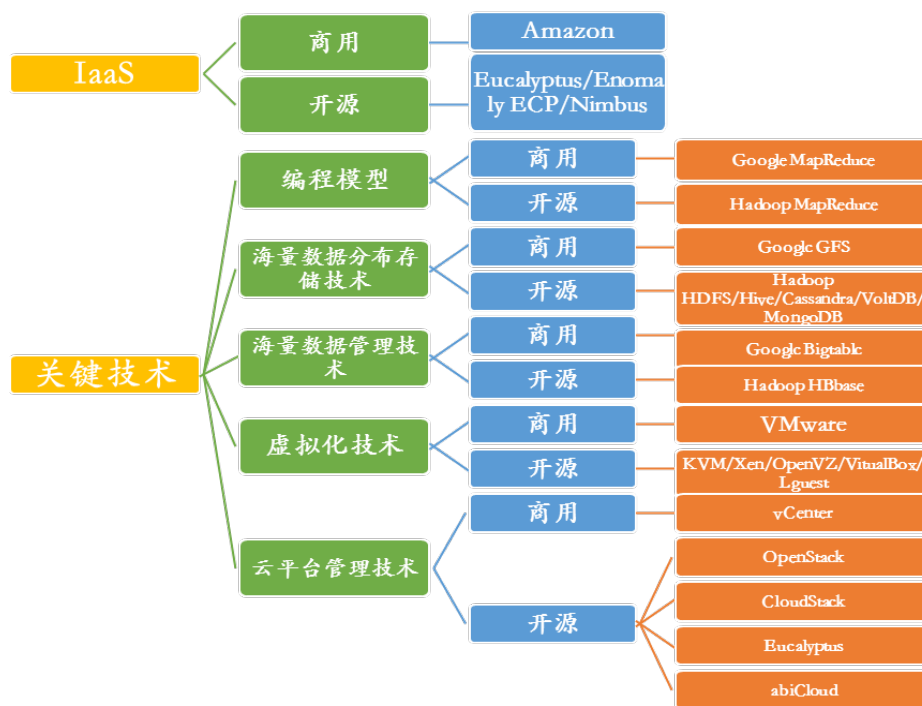 IaaS
商用
Amazon
开源
Eucalyptus/Enoma
ly ECP/Nimbus
关键技术
编程模型
商用
Google MapReduce
开源
Hadoop MapReduce
海量数据分布存
储技术
商用
Google GFS
开源
Hadoop
HDFS/Hive/Cassandra/VoltDB/
MongoDB
海量数据管理技
术
商用
Google Bigtable
开源
Hadoop HBbase
虚拟化技术
商用
VMware
开源
KVM/Xen/OpenVZ/VitualBox/
Lguest
云平台管理技术
商用
vCenter
开源
OpenStack
CloudStack
Eucalyptus
abiCloud